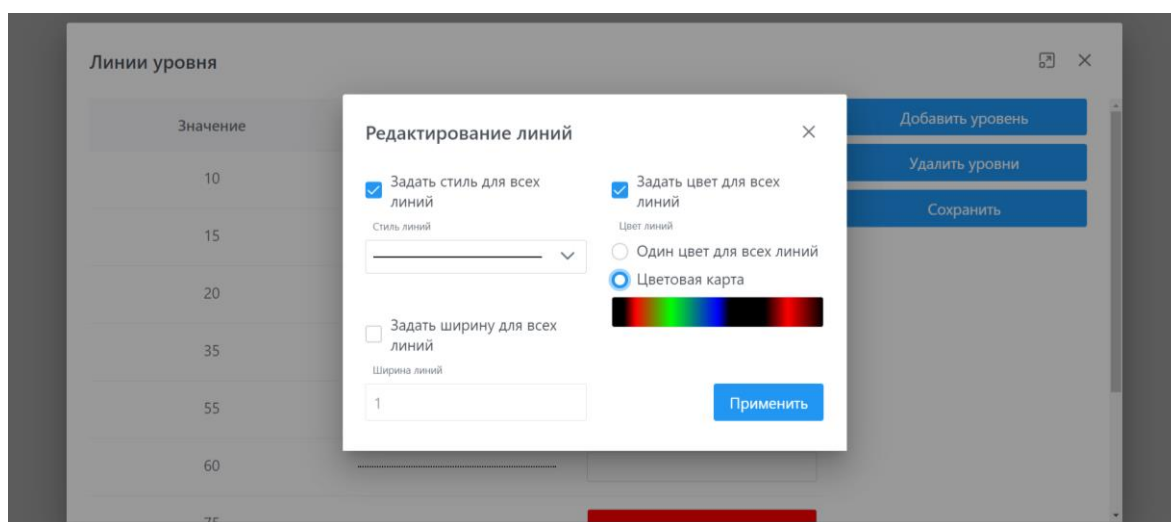 Линии уровня
Значение
10
15
20
35
55
60
75
Редактирование линий
Задать стиль для всех
линий
Стиль линий
Задать ширину для всех
линий
Ширина линий
1
Задать цвет для всех
линий
Цвет линий
Один цвет для всех линий
Цветовая карта
Применить
Добавить уровень
Удалить уровни
Сохранить